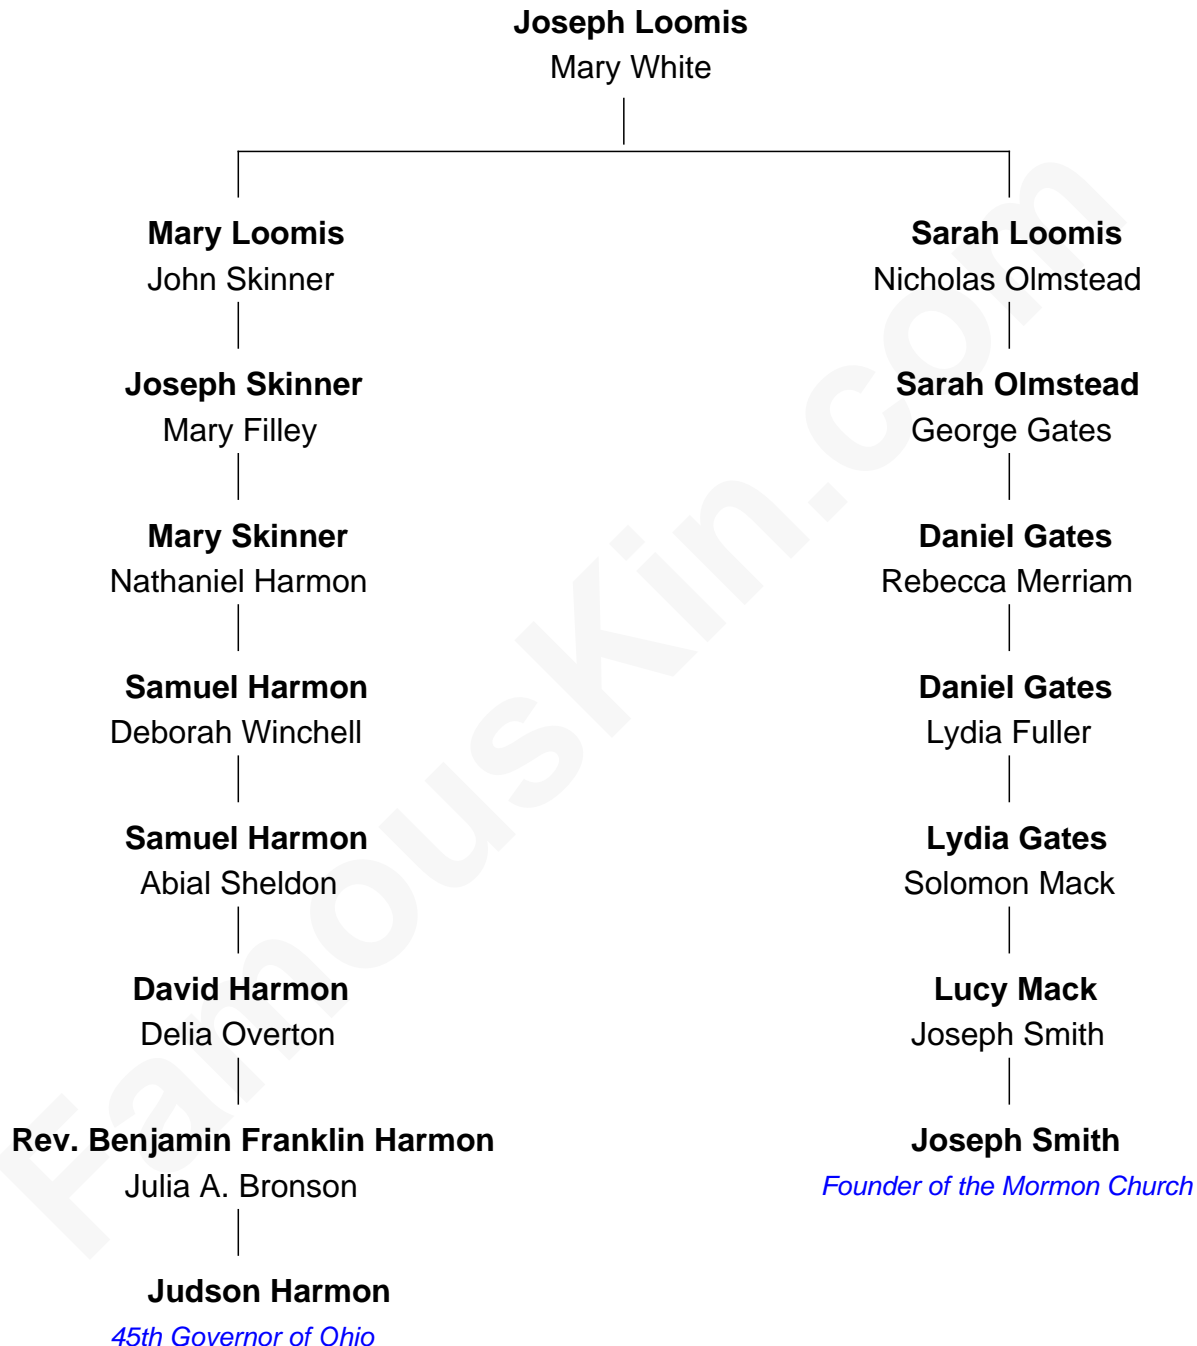 Joseph Loomis
Mary White
Mary Loomis
John Skinner
Joseph Skinner
Mary Filley
Mary Skinner
Nathaniel Harmon
Samuel Harmon
Deborah Winchell
Samuel Harmon
Abial Sheldon
David Harmon
Delia Overton
Rev. Benjamin Franklin Harmon
Julia A. Bronson
Judson Harmon
45th Governor of Ohio
Sarah Loomis
Nicholas Olmstead
Sarah Olmstead
George Gates
Daniel Gates
Rebecca Merriam
Daniel Gates
Lydia Fuller
Lydia Gates
Solomon Mack
Lucy Mack
Joseph Smith
Joseph Smith
Founder of the Mormon Church
FamousKin.com